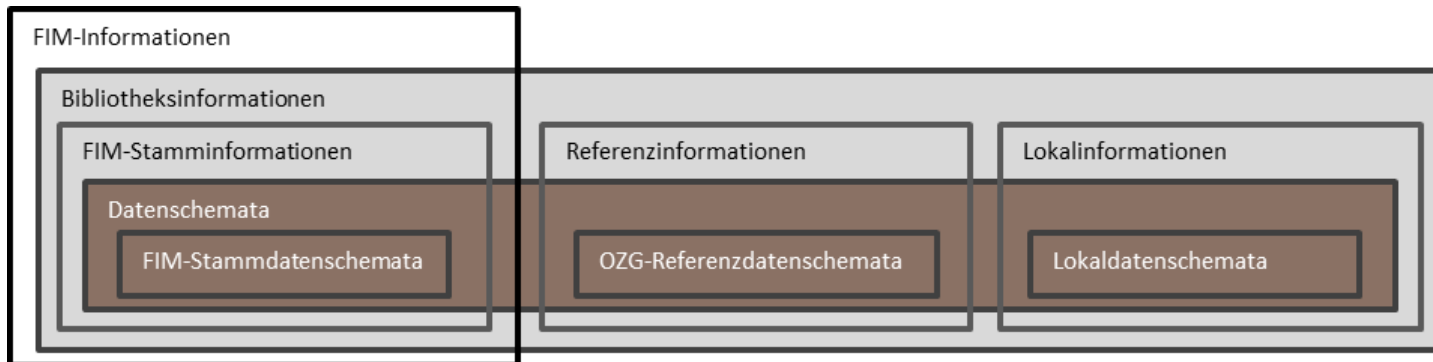 FIM-Informationen
Bibliotheksinformationen
FIM-Stamminformationen
Referenzinformationen
Lokalinformationen
Datenschemata
FIM-Stammdatenschemata
OZG-Referenzdatenschemata
Lokaldatenschemata